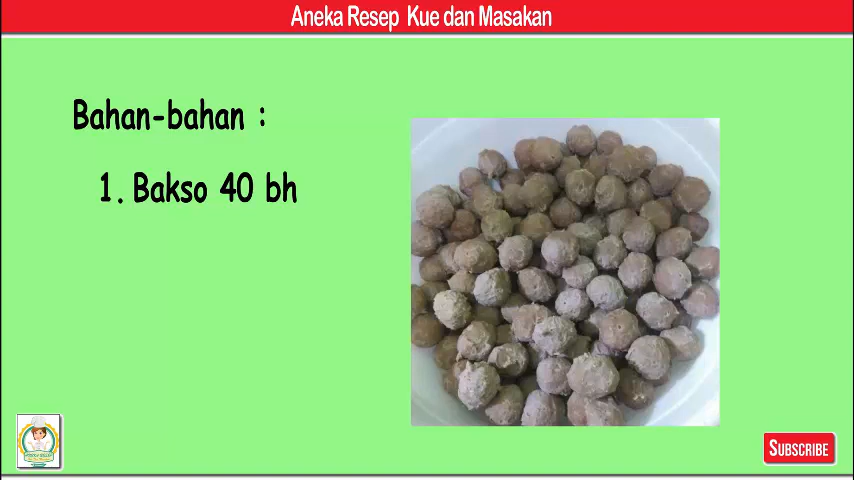 Aneka Resep Kue dan Masakan
Bahan-bahan :
1. Bakso 40 bh
SUBSCRIBE